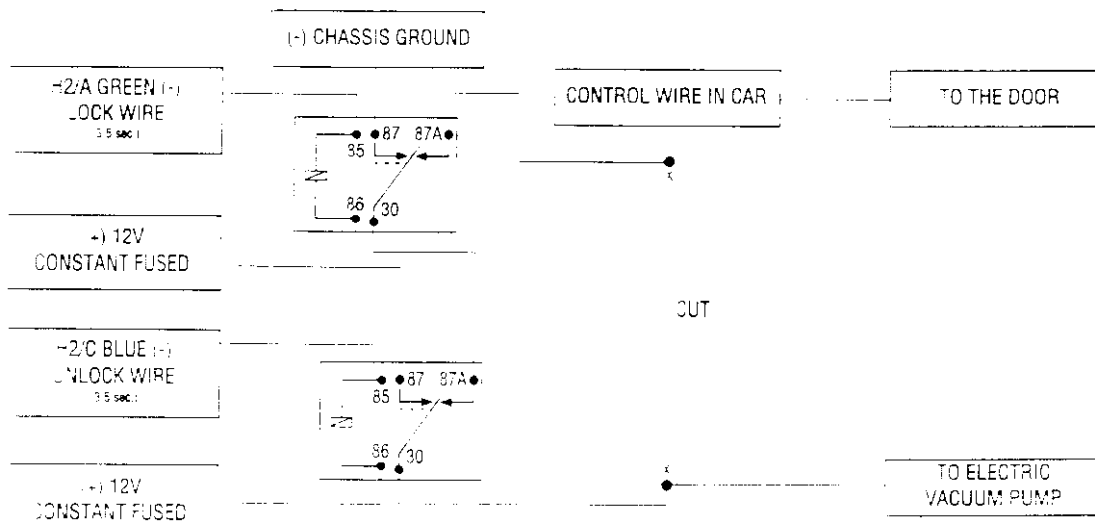 (-) CHASSIS GROUND
H2/A GREEN (-)
LOCK WIRE
3.5 sec.)
CONTROL WIRE IN CAR
TO THE DOOR
87 87A
85
86 30
x
+) 12V
CONSTANT FUSED
CUT
H2/C BLUE (-)
UNLOCK WIRE
3.5 sec.)
87 87A
85
86 30
x
(+) 12V
CONSTANT FUSED
TO ELECTRIC
VACUUM PUMP